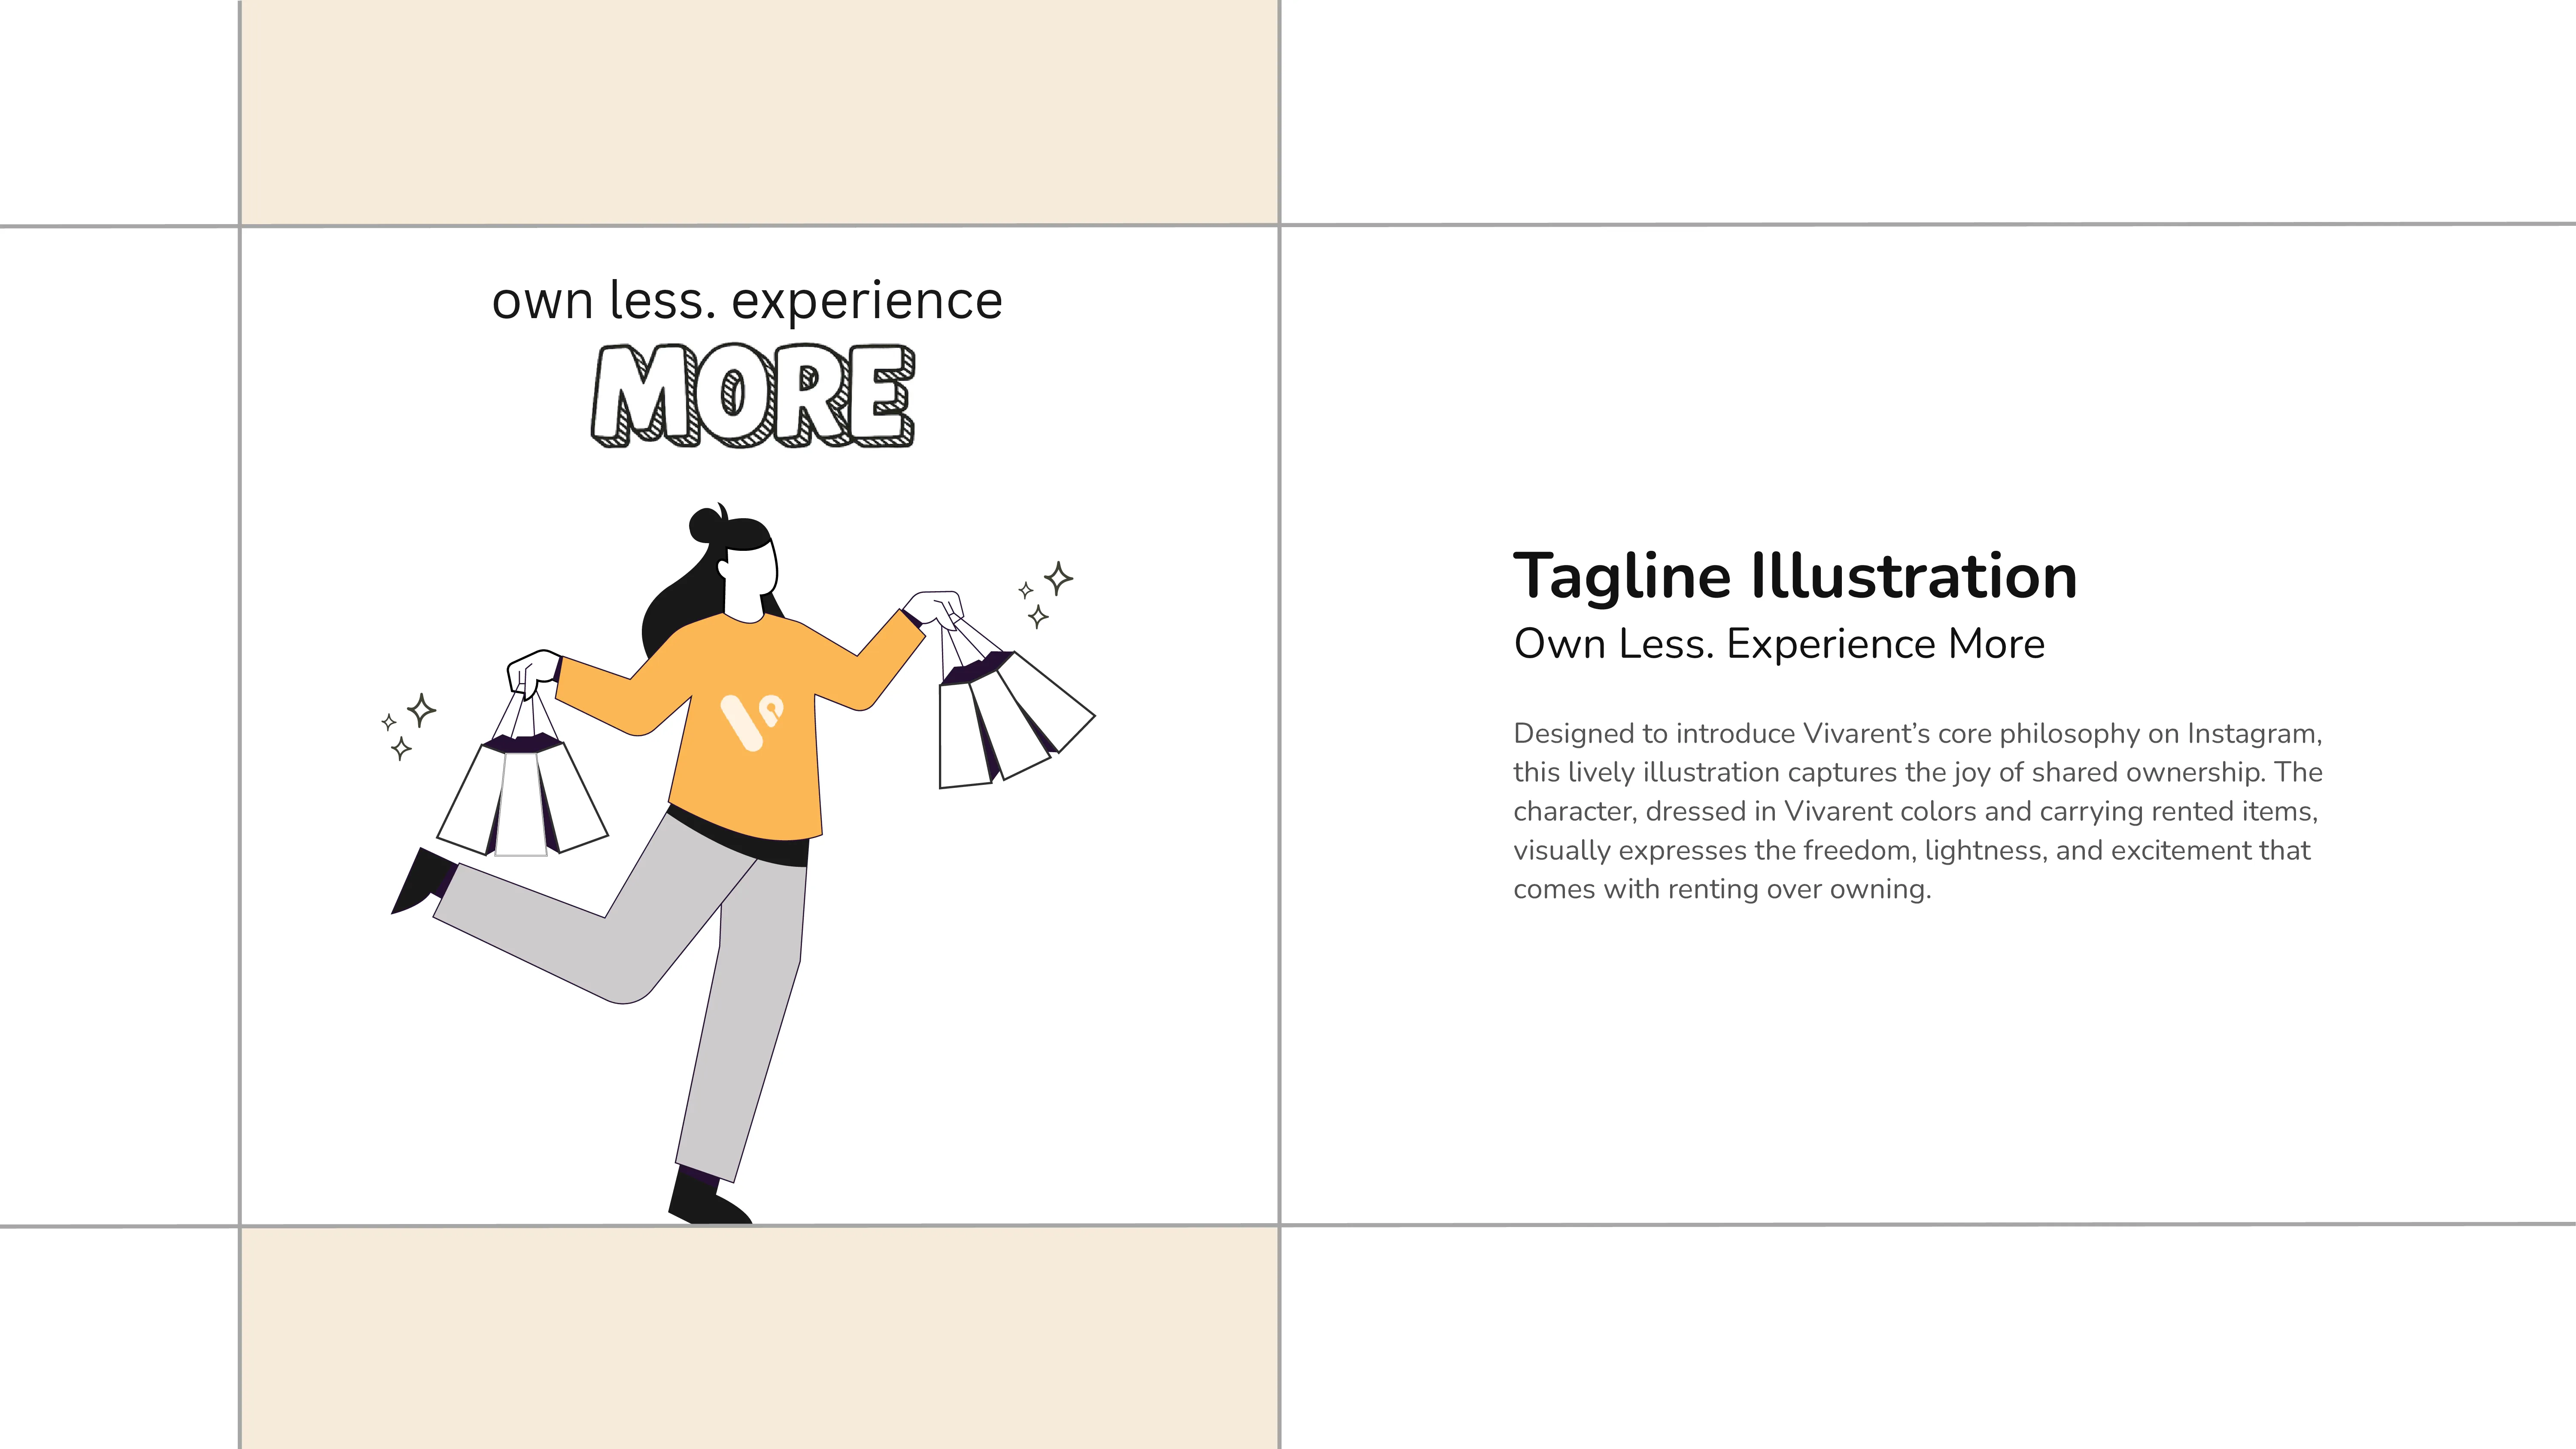 own less. experience
MORE
Tagline Illustration
Own Less. Experience More
Designed to introduce Vivarent’s core philosophy on Instagram,
this lively illustration captures the joy of shared ownership. The
character, dressed in Vivarent colors and carrying rented items,
visually expresses the freedom, lightness, and excitement that
comes with renting over owning.